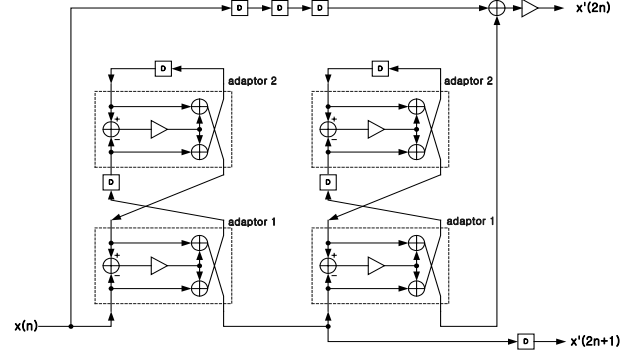 D D D x'(2n)
D D
adaptor 2 adaptor 2
+ +
− −
D D
adaptor 1 adaptor 1
+ +
− −
x(n)
D x'(2n+1)